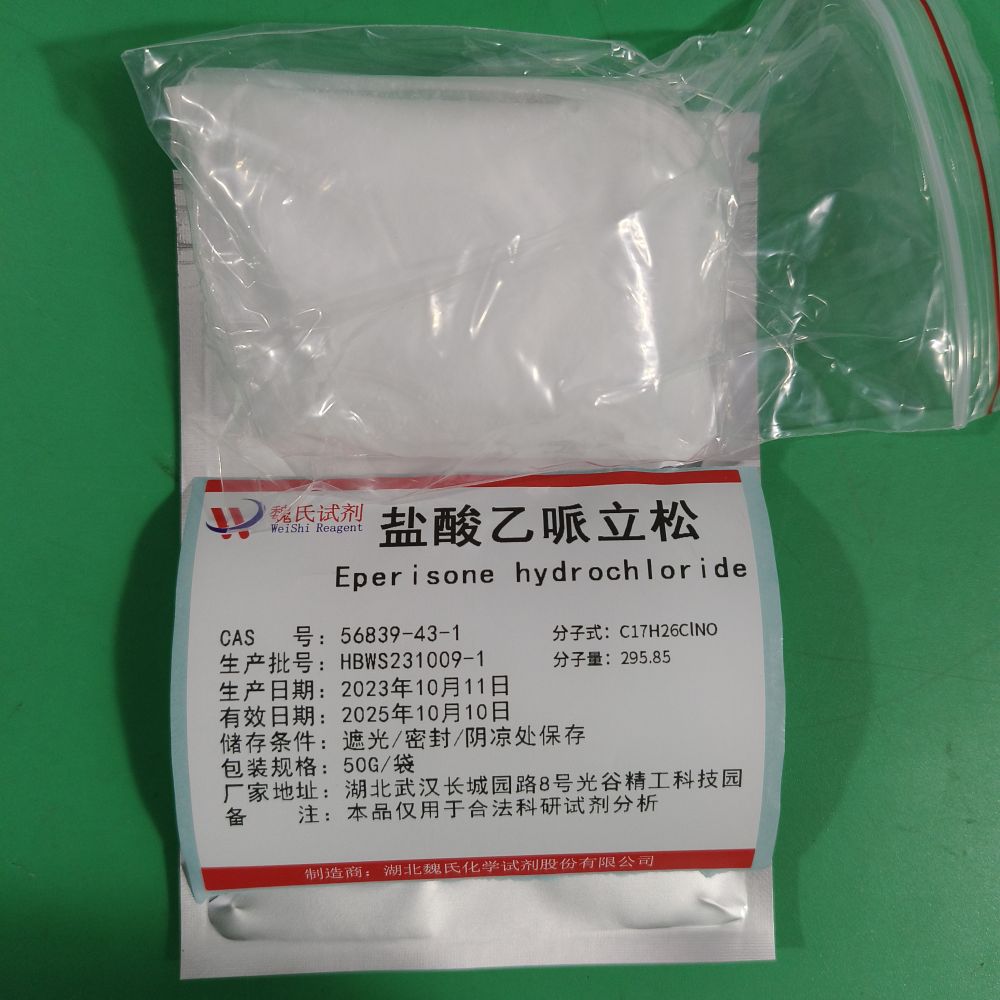 魏氏试剂
WeiShi Reagent
盐酸乙哌立松
Eperisone hydrochloride
CAS 号：56839-43-1
分子式：C17H26ClNO
生产批号：HBWS231009-1
分子量：295.85
生产日期：2023年10月11日
有效日期：2025年10月10日
储存条件：遮光/密封/阴凉处保存
包装规格：50G/袋
厂家地址：湖北武汉长城园路8号光谷精工科技园
备 注：本品仅用于合法科研试剂分析
制造商：湖北魏氏化学试剂股份有限公司